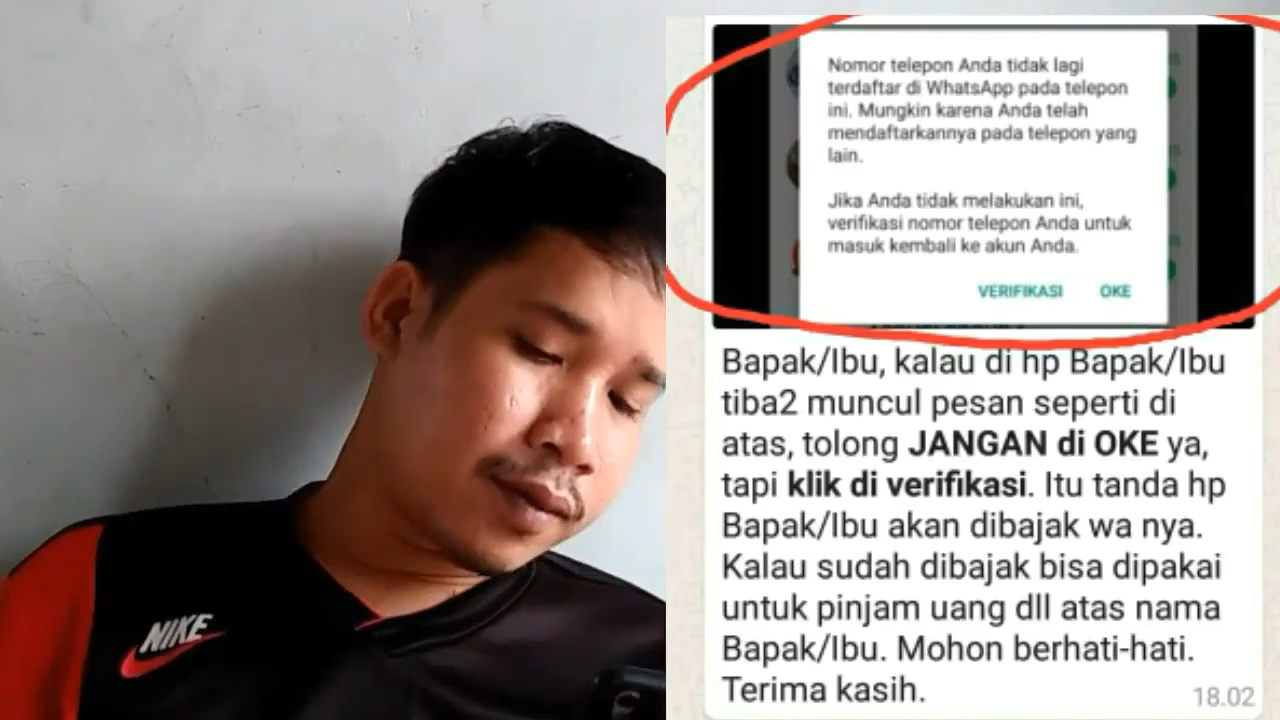 NIKE
Nomor telepon Anda tidak lagi
terdaftar di WhatsApp pada telepon
ini. Mungkin karena Anda telah
mendaftarkannya pada telepon yang
lain.
Jika Anda tidak melakukan ini,
verifikasi nomor telepon Anda untuk
masuk kembali ke akun Anda.
VERIFIKASI OKE
Bapak/Ibu, kalau di hp Bapak/Ibu
tiba2 muncul pesan seperti di
atas, tolong JANGAN di OKE ya,
tapi klik di verifikasi. Itu tanda hp
Bapak/Ibu akan dibajak wa nya.
Kalau sudah dibajak bisa dipakai
untuk pinjam uang dll atas nama
Bapak/Ibu. Mohon berhati-hati.
Terima kasih.
18.02